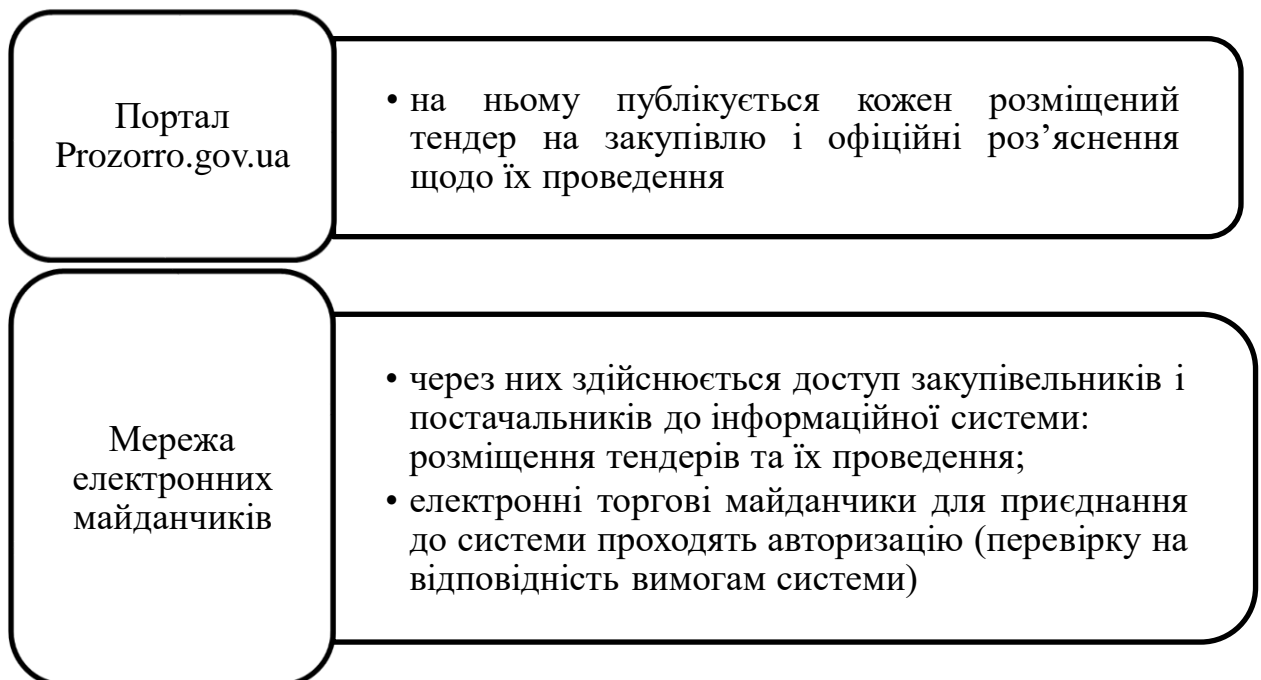 Портал
Prozorro.gov.ua
• на ньому публікується кожен розміщений
тендер на закупівлю і офіційні роз’яснення
щодо їх проведення
Мережа
електронних
майданчиків
• через них здійснюється доступ закупівельників і
постачальників до інформаційної системи:
розміщення тендерів та їх проведення;
• електронні торгові майданчики для приєднання
до системи проходять авторизацію (перевірку на
відповідність вимогам системи)